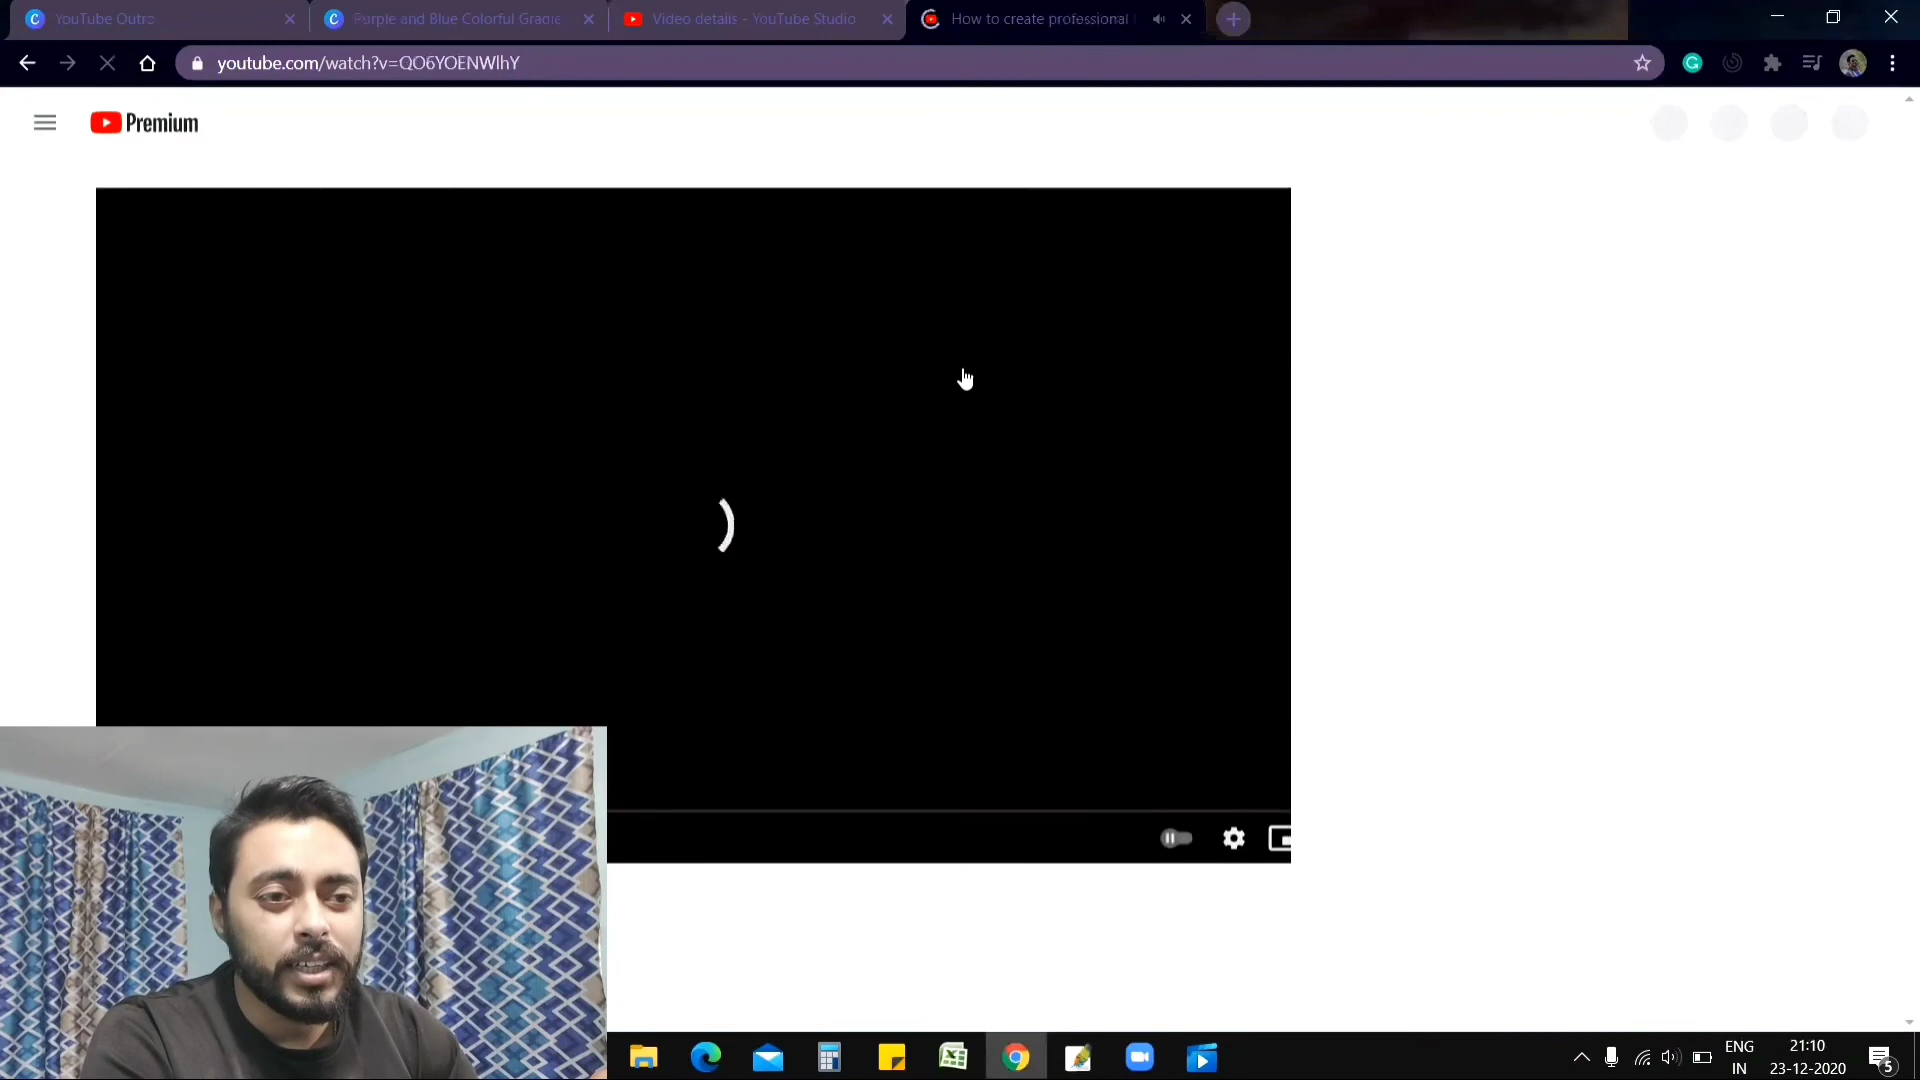 YouTube Outro
Purple and Blue Colorful Gradie
Video details - YouTube Studio
How to create professional
youtube.com/watch?v=QO6YOENWlhY
Premium
ENG
IN
21:10
23-12-2020
5